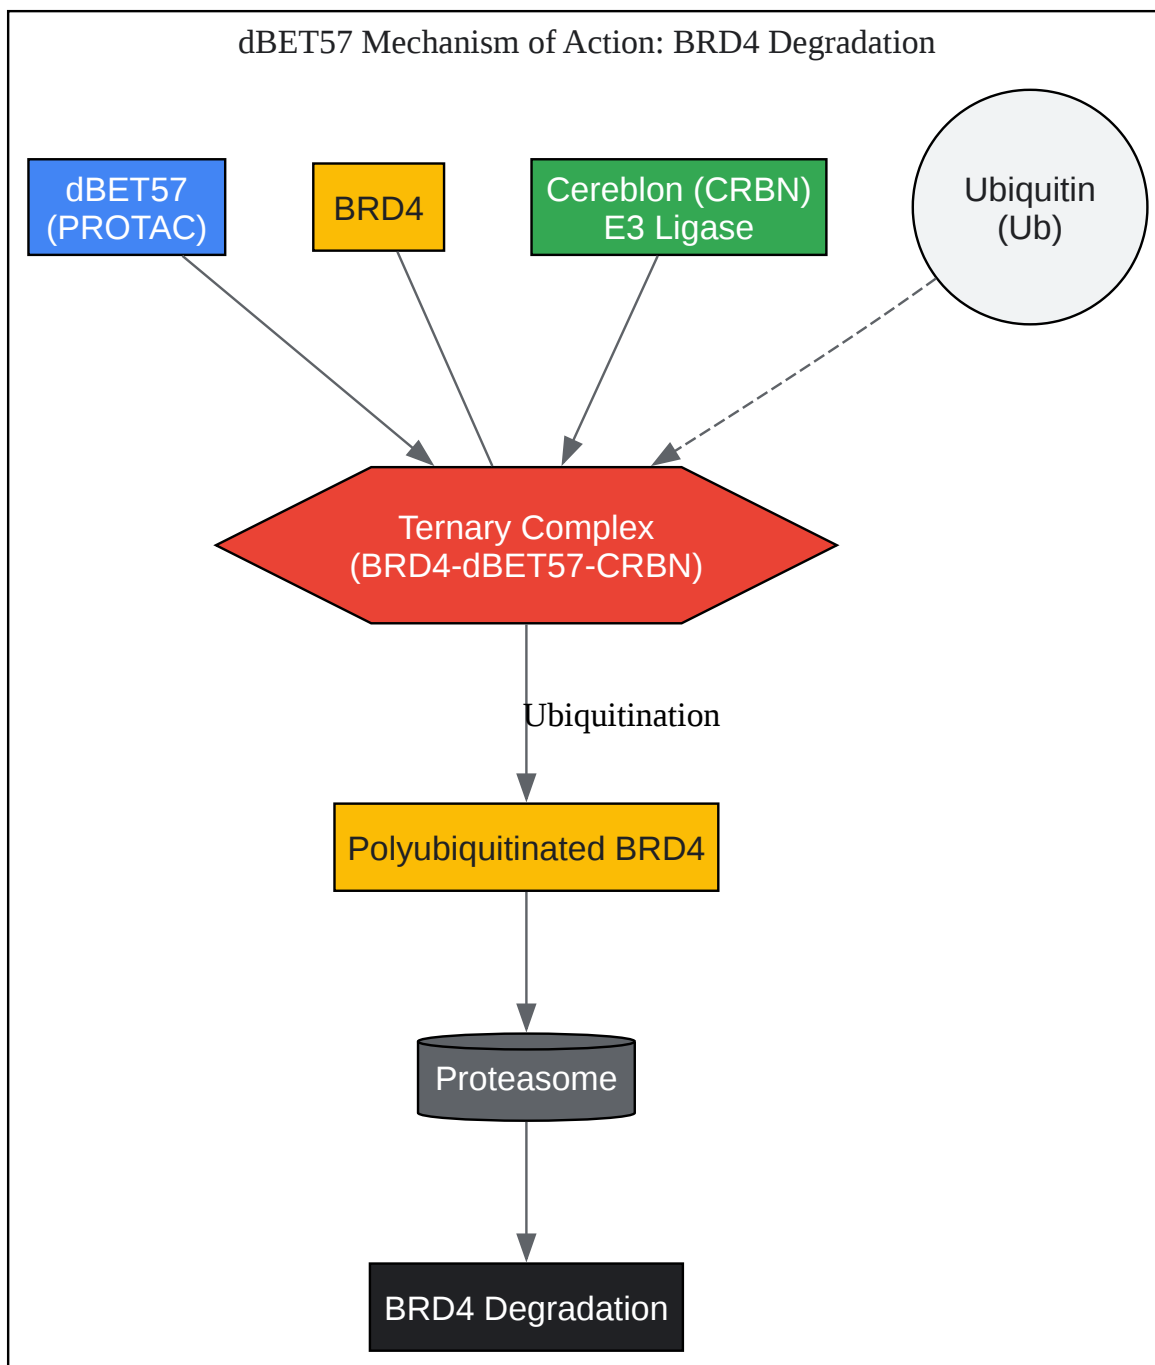 dBET57 Mechanism of Action: BRD4 Degradation
dBET57
(PROTAC)
BRD4
Cereblon (CRBN)
E3 Ligase
Ubiquitin
(Ub)
Ternary Complex
(BRD4-dBET57-CRBN)
Ubiquitination
Polyubiquitinated BRD4
Proteasome
BRD4 Degradation